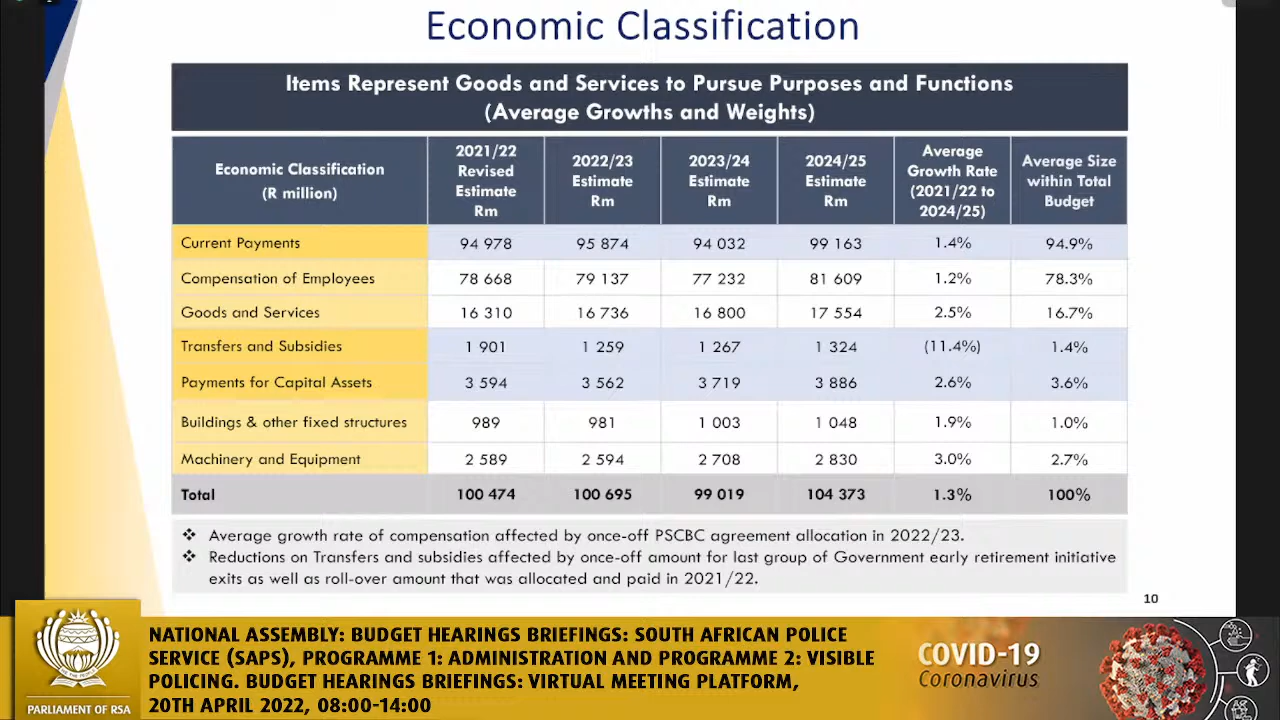 Economic Classification
Items Represent Goods and Services to Pursue Purposes and Functions
(Average Growths and Weights)
Economic Classification (R million) 2021/22 Revised Estimate Rm 2022/23 Estimate Rm 2023/24 Estimate Rm 2024/25 Estimate Rm Average Growth Rate (2021/22 to 2024/25) Average Size within Total Budget
Current Payments 94 978 95 874 94 032 99 163 1.4% 94.9%
Compensation of Employees 78 668 79 137 77 232 81 609 1.2% 78.3%
Goods and Services 16 310 16 736 16 800 17 554 2.5% 16.7%
Transfers and Subsidies 1 901 1 259 1 267 1 324 (11.4%) 1.4%
Payments for Capital Assets 3 594 3 562 3 719 3 886 2.6% 3.6%
Buildings & other fixed structures 989 981 1 003 1 048 1.9% 1.0%
Machinery and Equipment 2 589 2 594 2 708 2 830 3.0% 2.7%
Total 100 474 100 695 99 019 104 373 1.3% 100%
❖ Average growth rate of compensation affected by once-off PSCBC agreement allocation in 2022/23.
❖ Reductions on Transfers and subsidies affected by once-off amount for last group of Government early retirement initiative
exits as well as roll-over amount that was allocated and paid in 2021/22.
10
NATIONAL ASSEMBLY: BUDGET HEARINGS BRIEFINGS: SOUTH AFRICAN POLICE
SERVICE (SAPS), PROGRAMME 1: ADMINISTRATION AND PROGRAMME 2: VISIBLE
POLICING. BUDGET HEARINGS BRIEFINGS: VIRTUAL MEETING PLATFORM,
20TH APRIL 2022, 08:00-14:00
PARLIAMENT OF RSA
COVID-19
Coronavirus